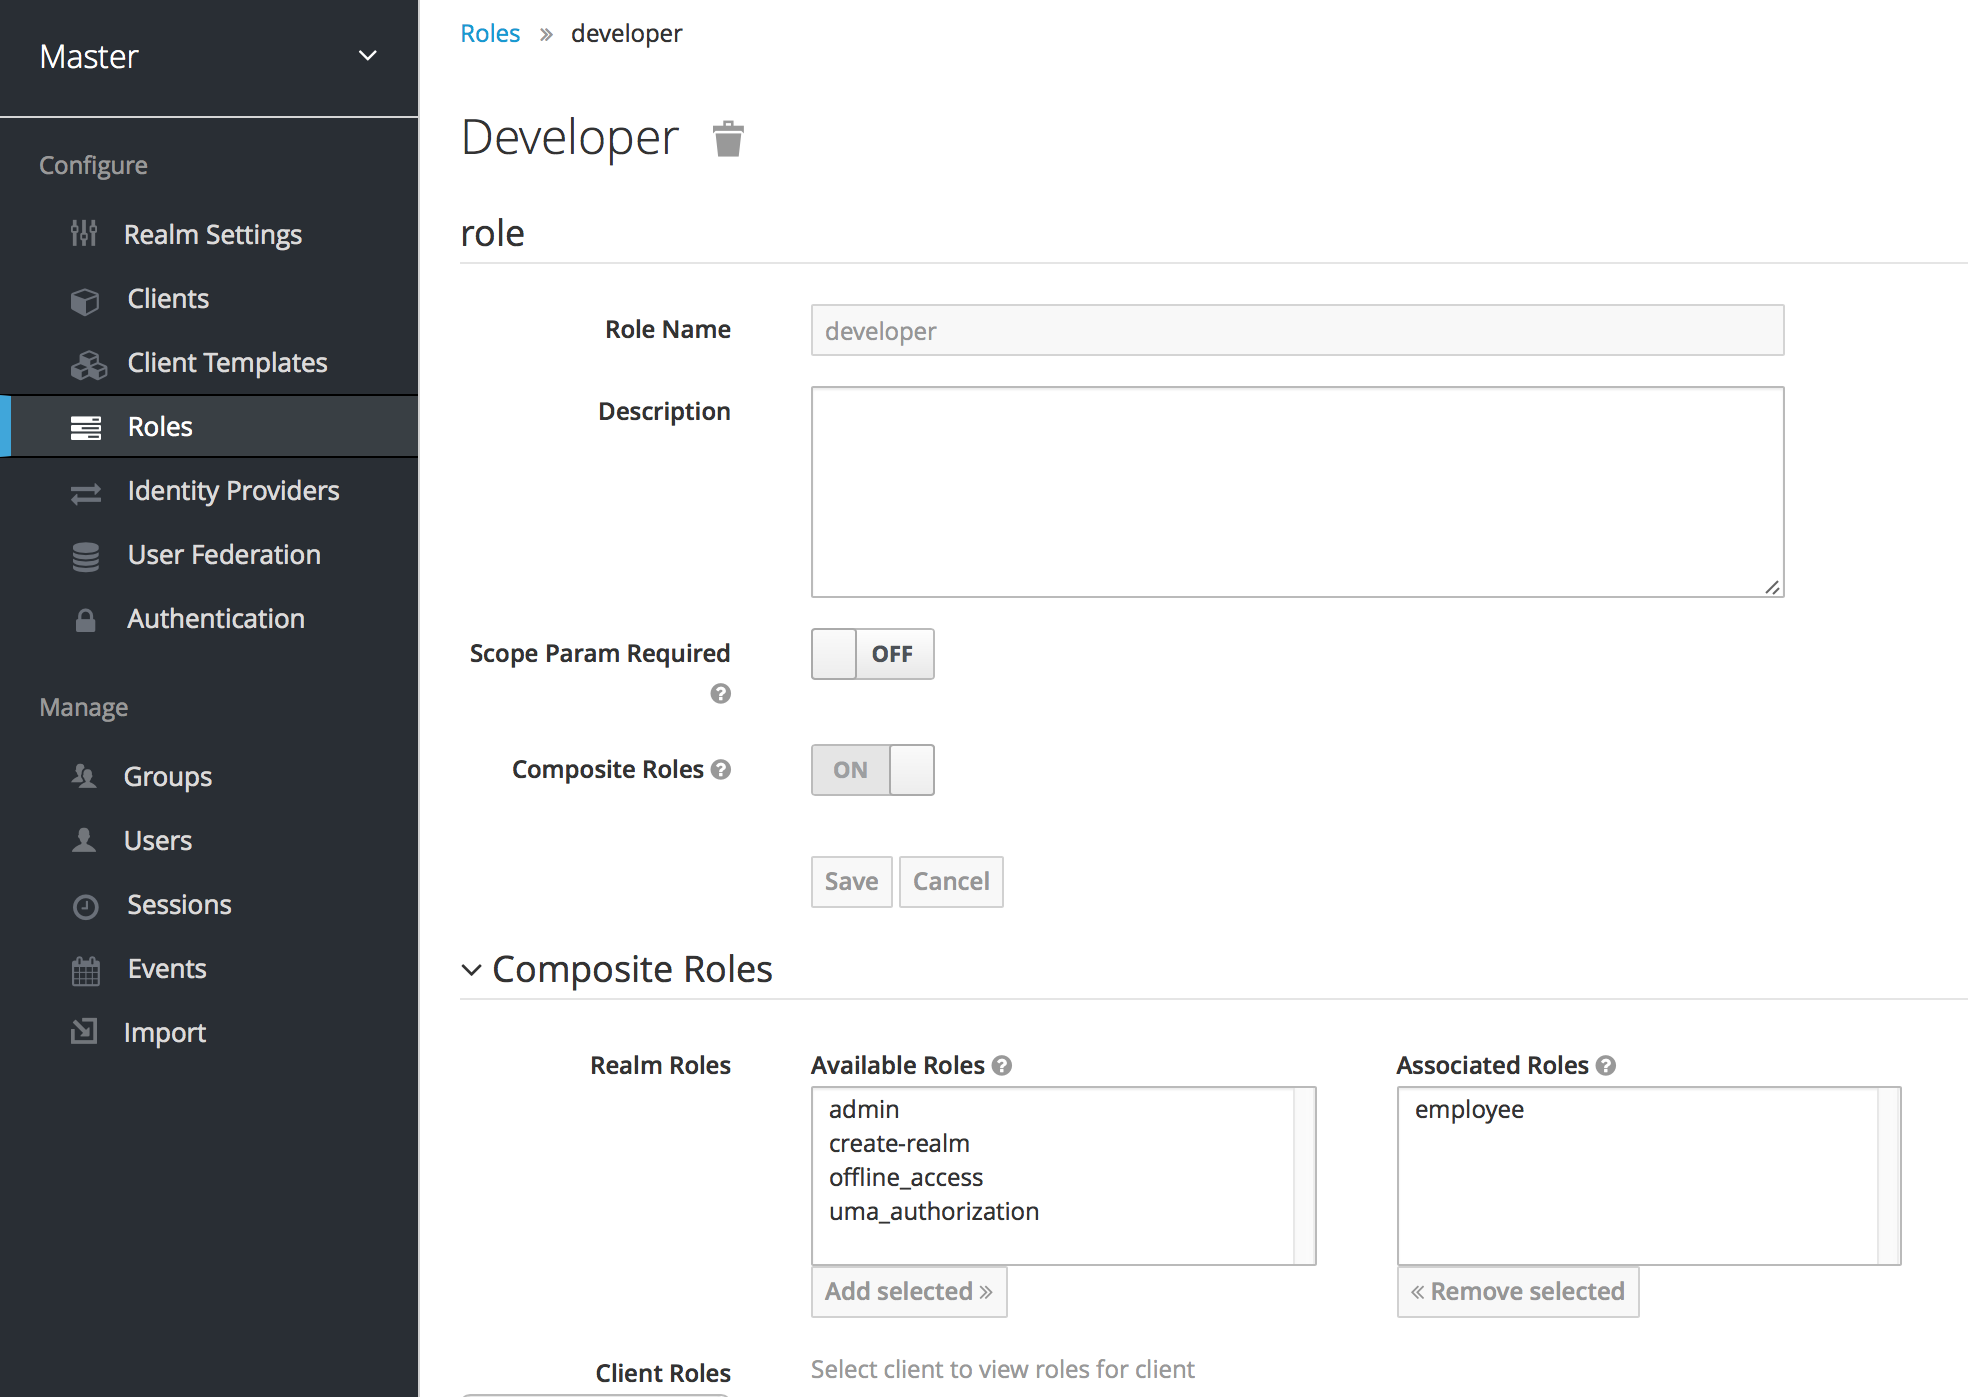 Master
Configure
Realm Settings
Clients
Client Templates
Roles
Identity Providers
User Federation
Authentication
Manage
Groups
Users
Sessions
Events
Import
Roles » developer
Developer
role
Role Name
developer
Description
Scope Param Required
OFF
Composite Roles
ON
Save Cancel
Composite Roles
Realm Roles
Available Roles
admin
create-realm
offline_access
uma_authorization
Add selected »
Associated Roles
employee
« Remove selected
Client Roles
Select client to view roles for client